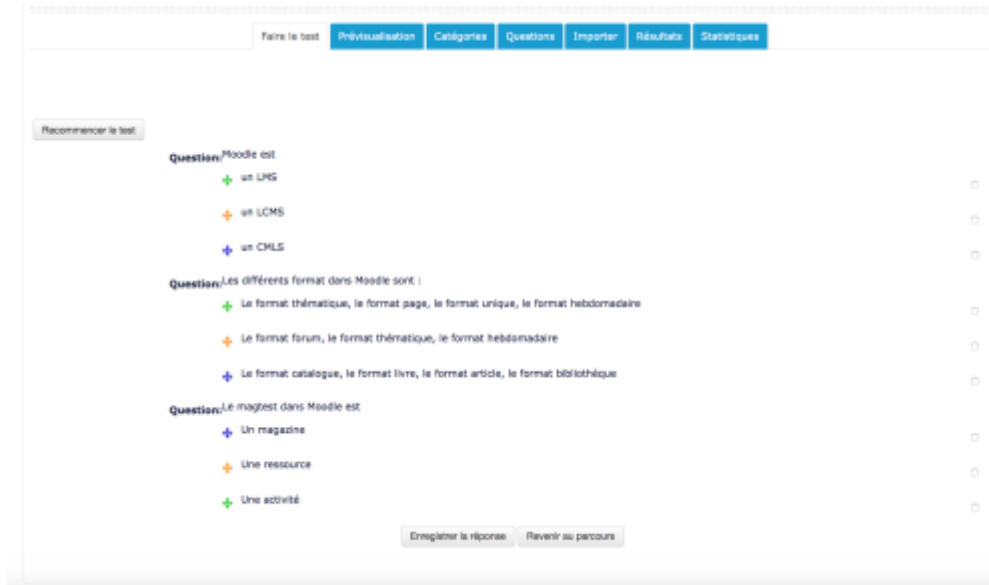 Faire le test Prévisualisation Catégories Questions Importer Résultats Statistiques
Recommencer le test
Question: Moodle est
un LMS
un LCMS
un CMLS
Question: Les différents format dans Moodle sont :
Le format thématique, le format page, le format unique, le format hebdomadaire
Le format forum, le format thématique, le format hebdomadaire
Le format catalogue, le format livre, le format article, le format bibliothèque
Question: Le magtest dans Moodle est
Un magazine
Une ressource
Une activité
Enregistrer la réponse Revenir au parcours